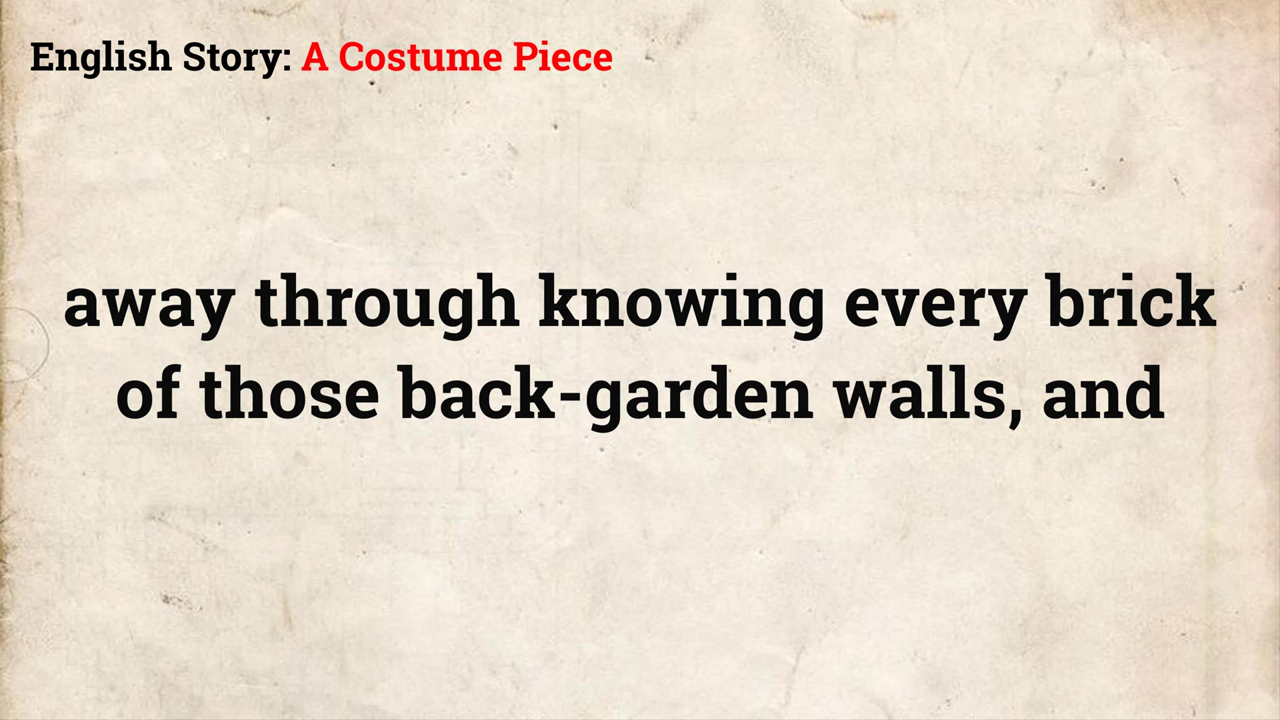 English Story: A Costume Piece
away through knowing every brick
of those back-garden walls, and